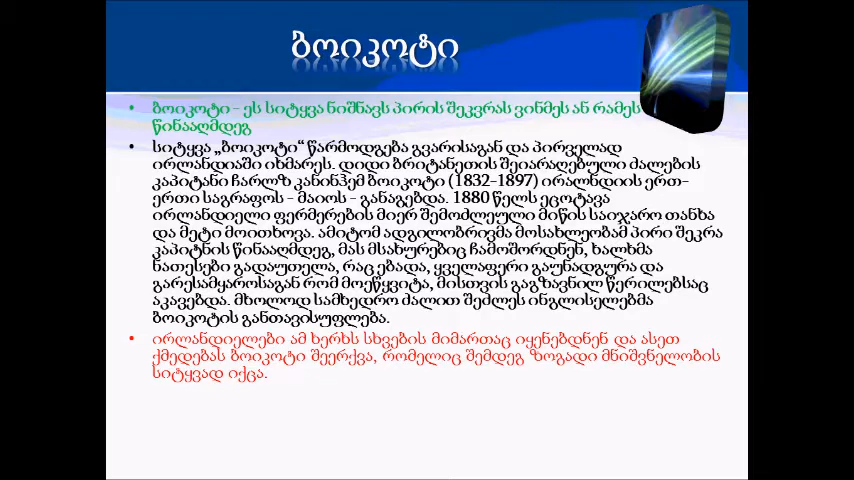 ბოიკოტი
• ბოიკოტი - ეს სიტყვა ნიშნავს პირის შეკვრას ვინმეს ან რამეს
წინააღმდეგ
• სიტყვა „ბოიკოტი“ წარმოდგება გვარისაგან და პირველად
ირლანდიაში იხმარეს. დიდი ბრიტანეთის შეიარაღებული ძალების
კაპიტანი ჩარლზ კანინჰემ ბოიკოტი (1832-1897) ირალნდიის ერთ-
ერთი საგრაფოს - მაიოს - განაგებდა. 1880 წელს ეცოტავა
ირლანდიელი ფერმერების მიერ შემოძლეული მიწის საიჯარო თანხა
და მეტი მოითხოვა. ამიტომ ადგილობრივმა მოსახლეობამ პირი შეკრა
კაპიტნის წინააღმდეგ, მას მსახურებიც ჩამოშორდნენ, ხალხმა
ნათესები გადაუთელა, რაც ებადა, ყველაფერი გაუნადგურა და
გარესამყაროსაგან რომ მოეწყვიტა, მისთვის გაგზავნილ წერილებსაც
აკავებდა. მხოლოდ სამხედრო ძალით შეძლეს ინგლისელებმა
ბოიკოტის განთავისუფლება.
• ირლანდიელები ამ ხერხს სხვების მიმართაც იყენებდნენ და ასეთ
ქმედებას ბოიკოტი შეერქვა, რომელიც შემდეგ ზოგადი მნიშვნელობის
სიტყვად იქცა.